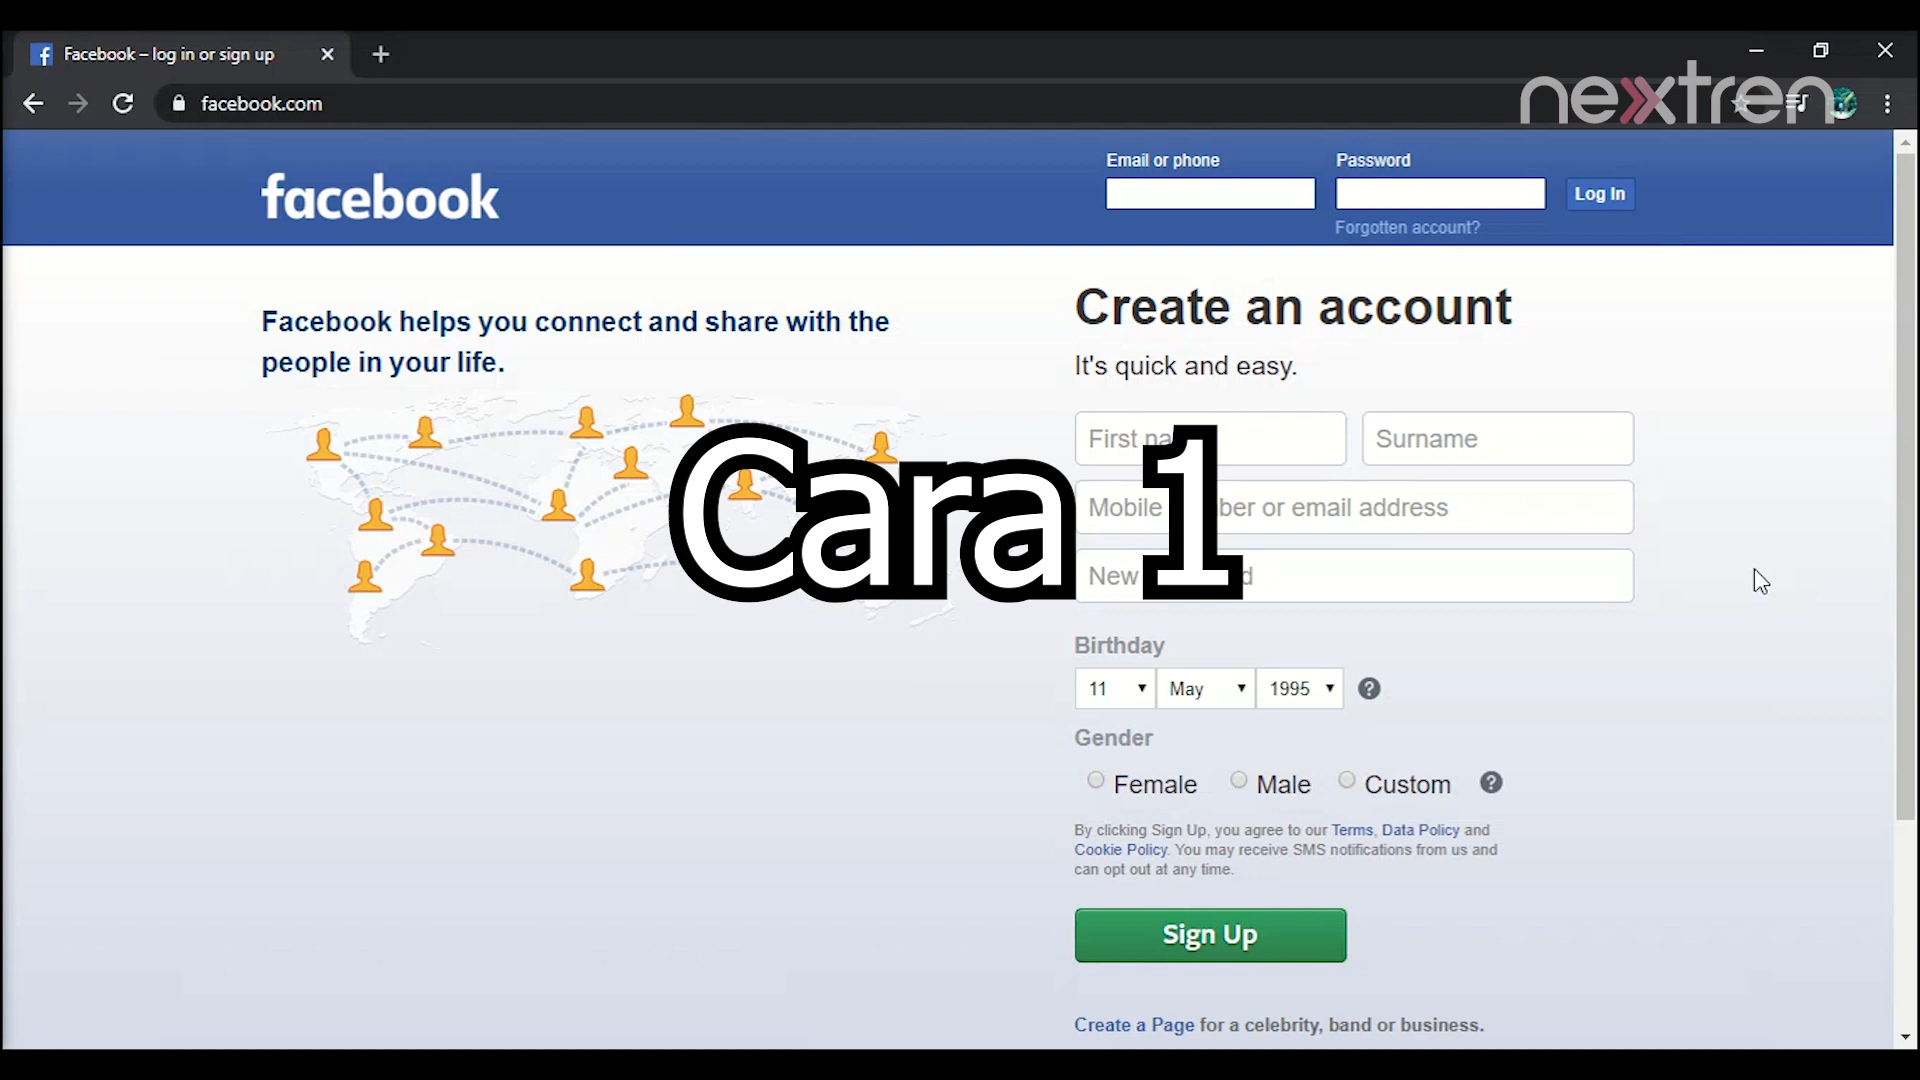 Facebook – log in or sign up
facebook.com
nextren
facebook
Email or phone
Password
Log In
Forgotten account?
Facebook helps you connect and share with the
people in your life.
Create an account
It's quick and easy.
First
Surname
Mobile or email address
New
Cara 1
Birthday
11 May 1995
Gender
Female Male Custom
By clicking Sign Up, you agree to our Terms, Data Policy and
Cookie Policy. You may receive SMS notifications from us and
can opt out at any time.
Sign Up
Create a Page for a celebrity, band or business.